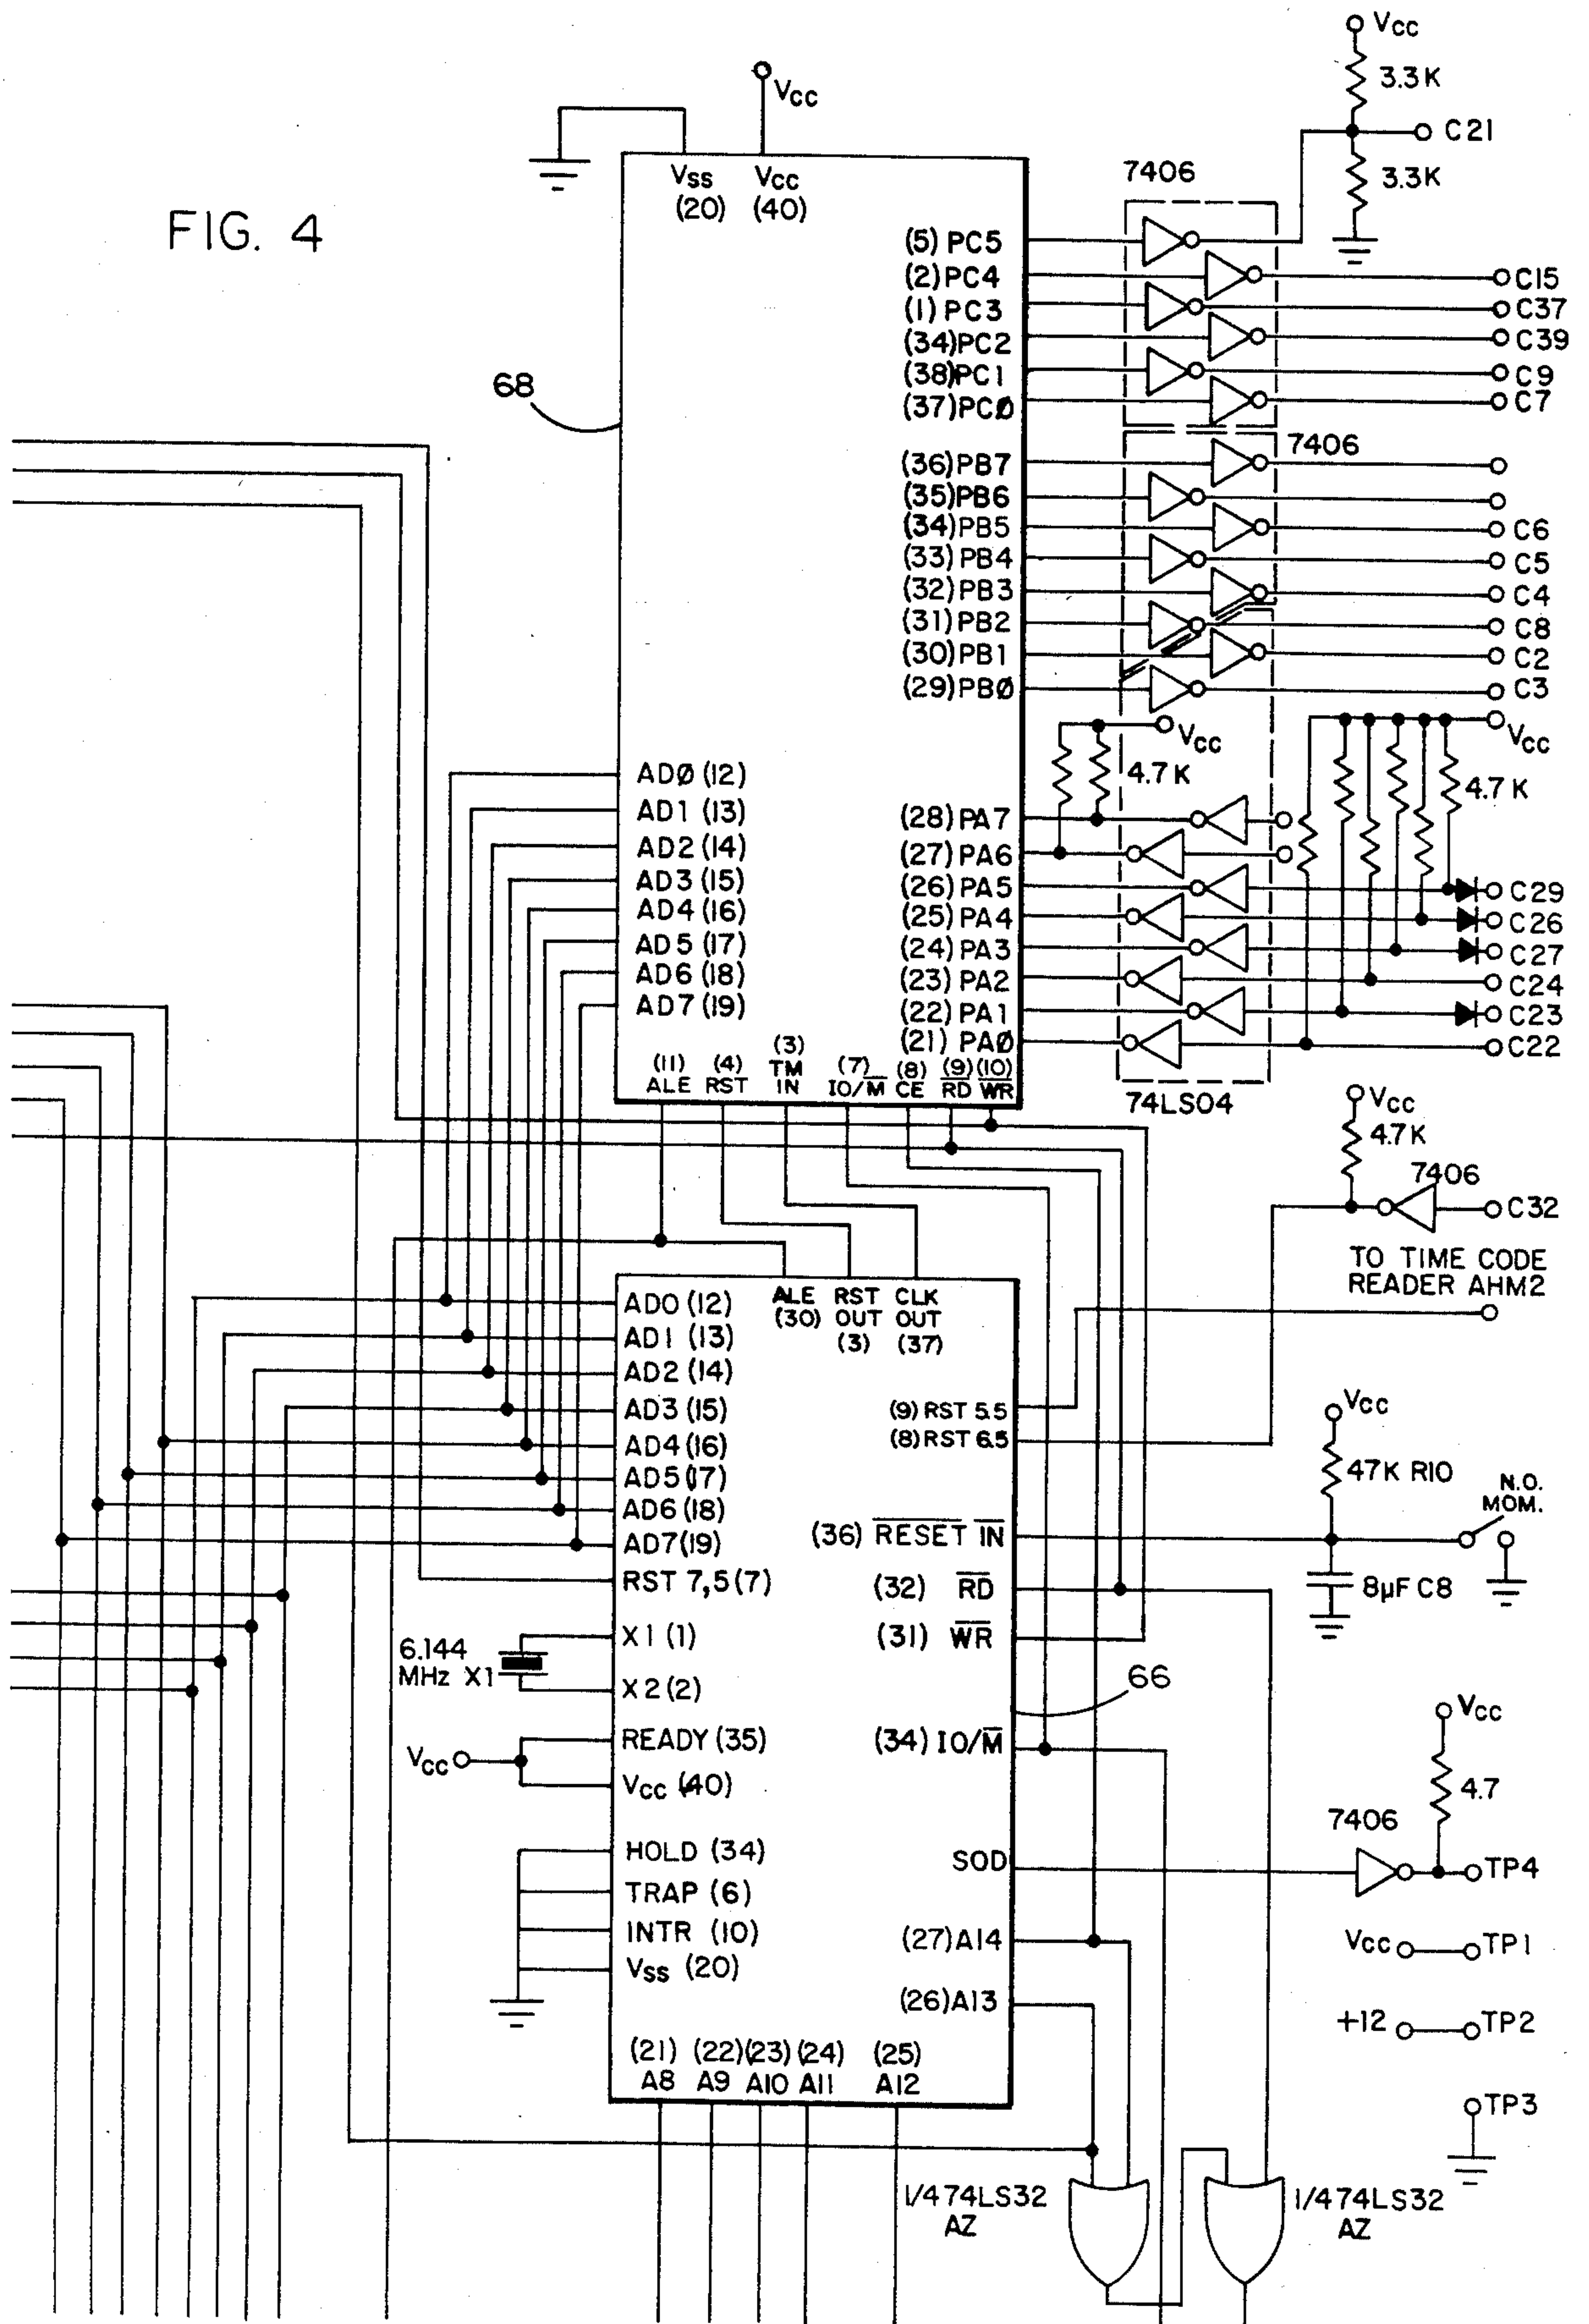 FIG. 4
Vcc
3.3K
C21
3.3K
Vcc
Vss
(20)
Vcc
(40)
68
7406
(5) PC5
(2) PC4
(1) PC3
(34) PC2
(38) PC1
(37) PCØ
C15
C37
C39
C9
C7
7406
(36) PB7
(35) PB6
(34) PB5
(33) PB4
(32) PB3
(31) PB2
(30) PB1
(29) PBØ
C6
C5
C4
C8
C2
C3
Vcc
4.7K
Vcc
4.7K
ADØ (12)
AD1 (13)
AD2 (14)
AD3 (15)
AD4 (16)
AD5 (17)
AD6 (18)
AD7 (19)
(28) PA7
(27) PA6
(26) PA5
(25) PA4
(24) PA3
(23) PA2
(22) PA1
(21) PAØ
C29
C26
C27
C24
C23
C22
(11)
ALE
(4)
RST
(3)
TM
IN
(7)
IO/M̅
(8)
CE
(9)
R̅D̅
(10)
W̅R̅
74LS04
Vcc
4.7K
7406
C32
TO TIME CODE
READER AHM2
AD0 (12)
AD1 (13)
AD2 (14)
AD3 (15)
AD4 (16)
AD5 (17)
AD6 (18)
AD7 (19)
RST 7,5 (7)
X1 (1)
6.144
MHz X1
X2 (2)
READY (35)
Vcc
Vcc (40)
HOLD (34)
TRAP (6)
INTR (10)
Vss (20)
ALE
(30)
RST
OUT
(3)
CLK
OUT
(37)
(9) RST 5.5
(8) RST 6.5
(36) R̅E̅S̅E̅T̅ I̅N̅
(32) R̅D̅
(31) W̅R̅
66
(34) IO/M̅
SOD
(27) A14
(26) A13
(21)
A8
(22)
A9
(23)
A10
(24)
A11
(25)
A12
Vcc
47K R10
N.O.
MOM.
8µF C8
Vcc
4.7
7406
TP4
Vcc
TP1
+12
TP2
TP3
1/4 74LS32
AZ
1/4 74LS32
AZ